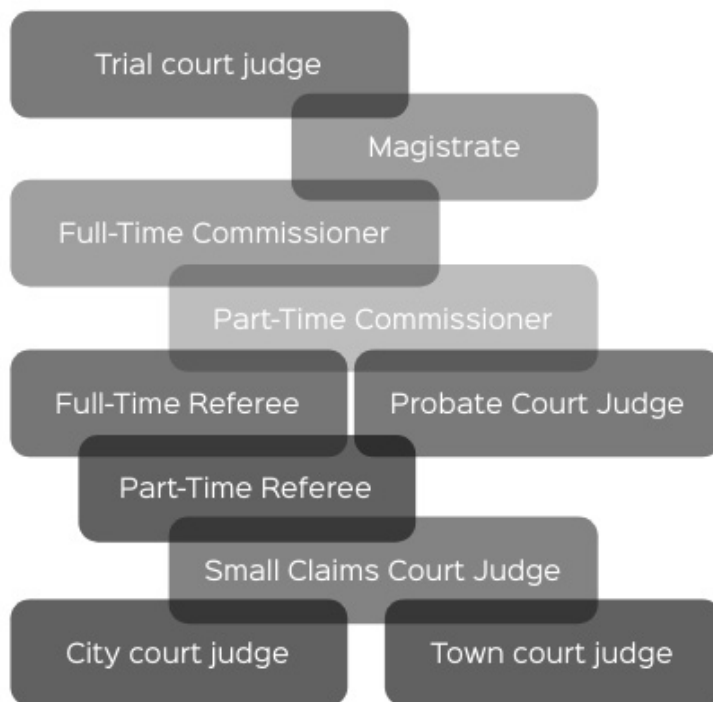 Trial court judge
Magistrate
Full-Time Commissioner
Part-Time Commissioner
Full-Time Referee
Probate Court Judge
Part-Time Referee
Small Claims Court Judge
City court judge
Town court judge